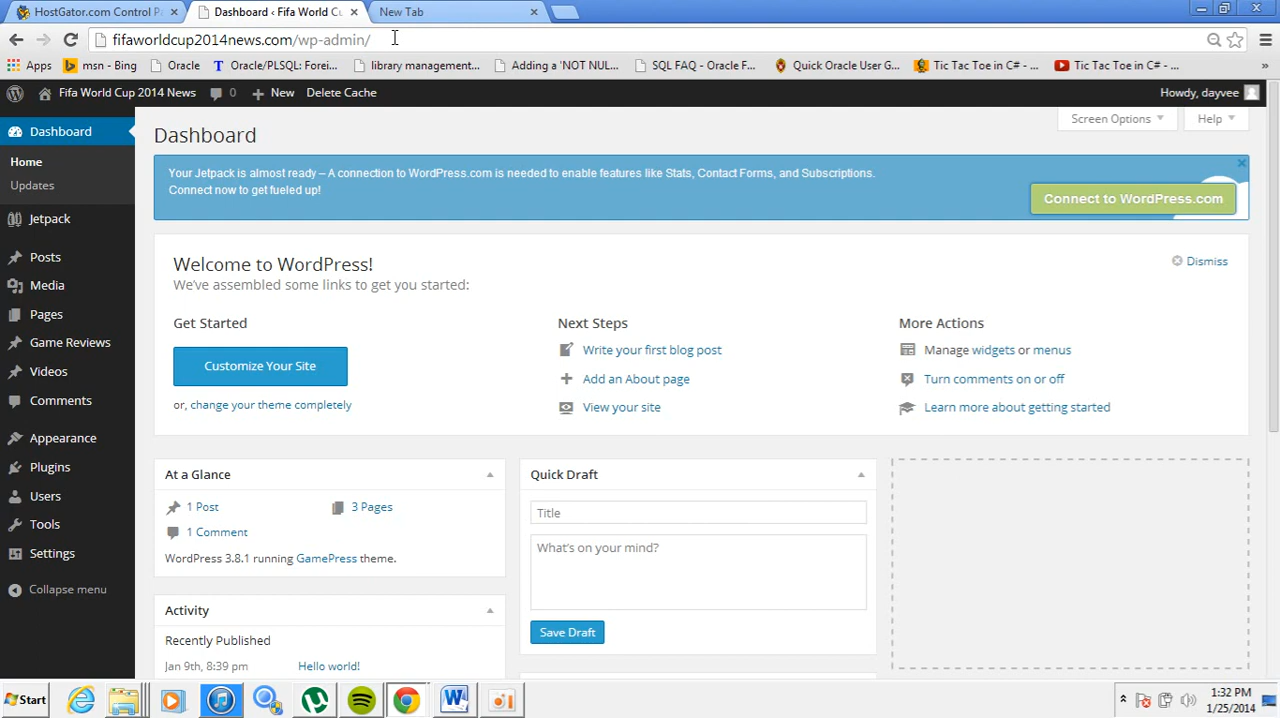 HostGator.com Control Pa
Dashboard ‹ Fifa World Cu
New Tab
fifaworldcup2014news.com/wp-admin/
Apps
msn - Bing
Oracle
Oracle/PLSQL: Forei...
library management...
Adding a 'NOT NUL...
SQL FAQ - Oracle F...
Quick Oracle User G...
Tic Tac Toe in C# - ...
Tic Tac Toe in C# - ...
»
Fifa World Cup 2014 News
0
New
Delete Cache
Howdy, dayvee
Dashboard
Home
Updates
Jetpack
Posts
Media
Pages
Game Reviews
Videos
Comments
Appearance
Plugins
Users
Tools
Settings
Collapse menu
Screen Options
Help
Dashboard
Your Jetpack is almost ready – A connection to WordPress.com is needed to enable features like Stats, Contact Forms, and Subscriptions.
Connect now to get fueled up!
Connect to WordPress.com
Welcome to WordPress!
Dismiss
We've assembled some links to get you started:
Get Started
Customize Your Site
or, change your theme completely
Next Steps
Write your first blog post
Add an About page
View your site
More Actions
Manage widgets or menus
Turn comments on or off
Learn more about getting started
At a Glance
1 Post
3 Pages
1 Comment
WordPress 3.8.1 running GamePress theme.
Activity
Recently Published
Jan 9th, 8:39 pm
Hello world!
Quick Draft
Title
What's on your mind?
Save Draft
Start
1:32 PM
1/25/2014